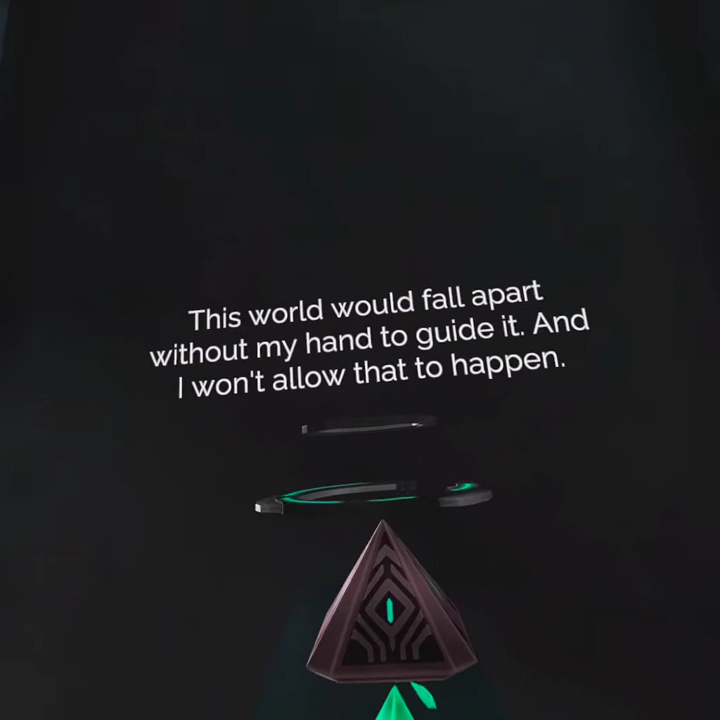 This world would fall apart
without my hand to guide it. And
I won't allow that to happen.